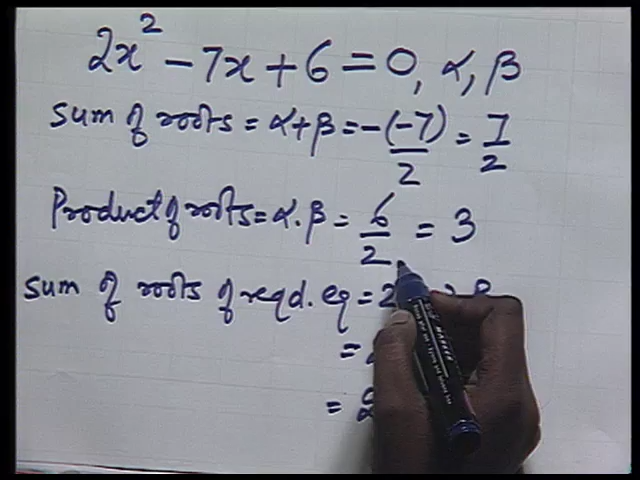 2x² - 7x + 6 = 0, α, β
Sum of roots = α+β = -(-7)/2 = 7/2
Product of roots = α.β = 6/2 = 3
Sum of roots of reqd. eq = 2
=
= 2